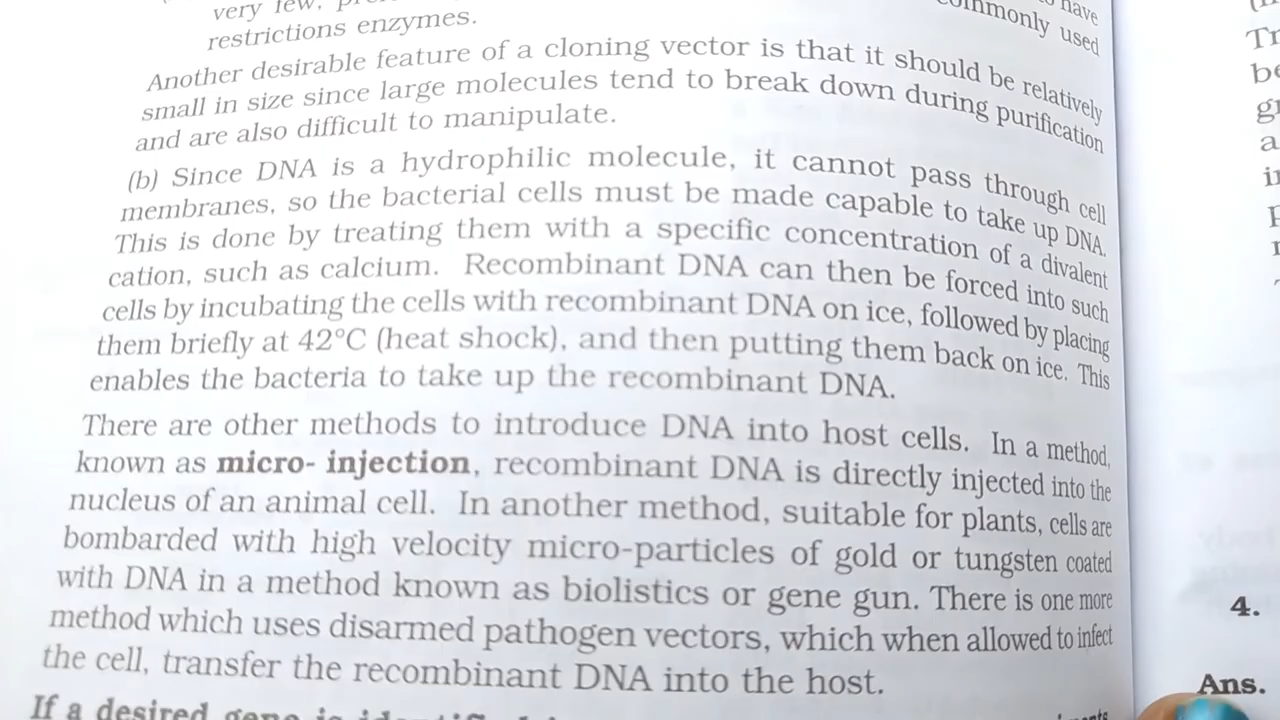 very few,
have
restrictions enzymes.
commonly used
Another desirable feature of a cloning vector is that it should be relatively
small in size since large molecules tend to break down during purification
and are also difficult to manipulate.
(b) Since DNA is a hydrophilic molecule, it cannot pass through cell
membranes, so the bacterial cells must be made capable to take up DNA.
This is done by treating them with a specific concentration of a divalent
cation, such as calcium. Recombinant DNA can then be forced into such
cells by incubating the cells with recombinant DNA on ice, followed by placing
them briefly at 42°C (heat shock), and then putting them back on ice. This
enables the bacteria to take up the recombinant DNA.
There are other methods to introduce DNA into host cells. In a method,
known as micro- injection, recombinant DNA is directly injected into the
nucleus of an animal cell. In another method, suitable for plants, cells are
bombarded with high velocity micro-particles of gold or tungsten coated
with DNA in a method known as biolistics or gene gun. There is one more
method which uses disarmed pathogen vectors, which when allowed to infect
the cell, transfer the recombinant DNA into the host.
If a desired gene is
4.
Ans.